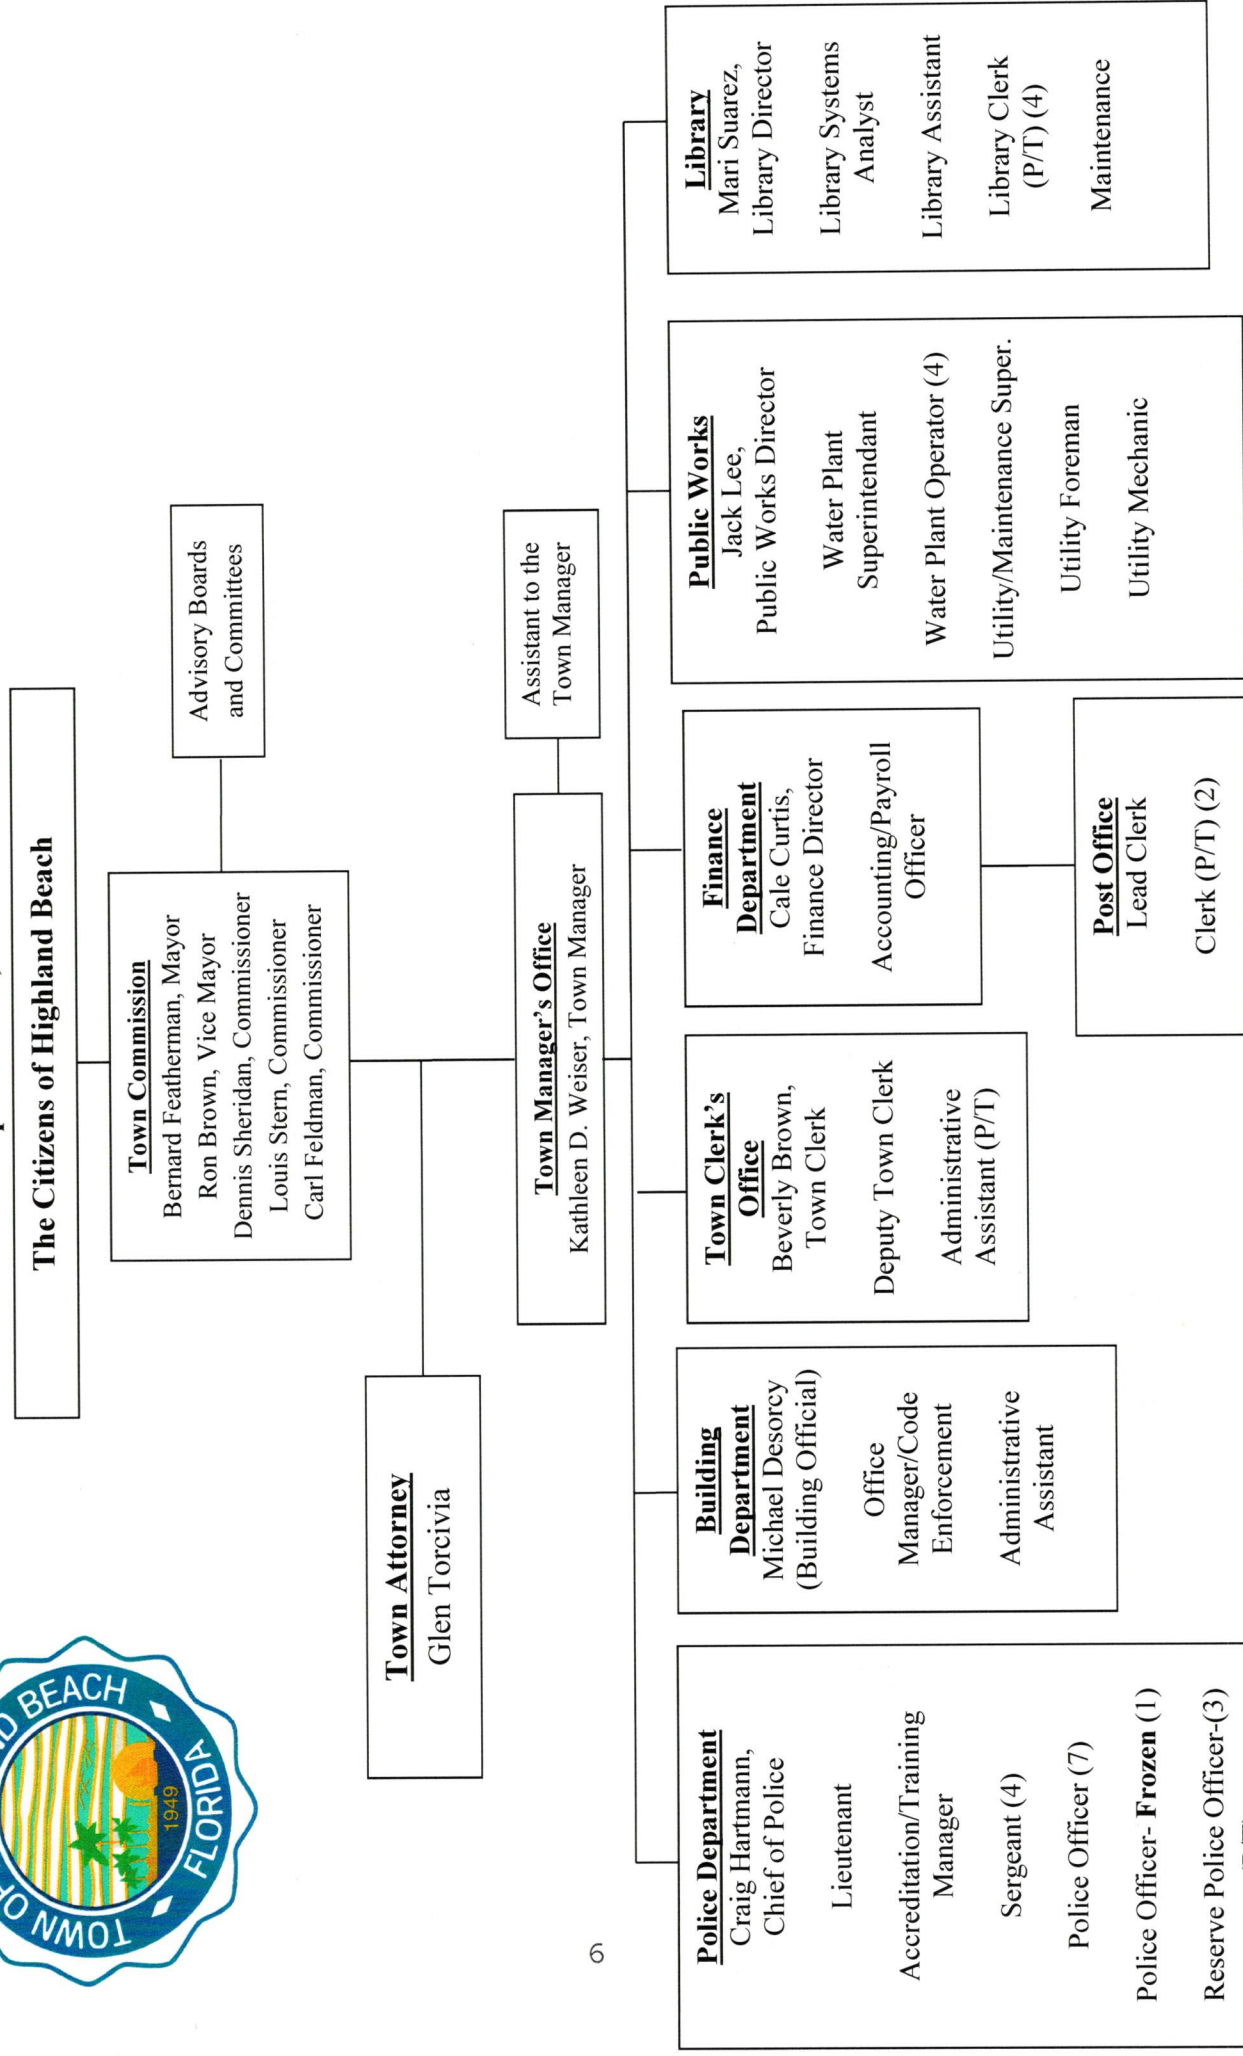 TOWN OF
ND BEACH
FLORIDA
1949
The Citizens of Highland Beach
Town Commission
Bernard Featherman, Mayor
Ron Brown, Vice Mayor
Dennis Sheridan, Commissioner
Louis Stern, Commissioner
Carl Feldman, Commissioner
Advisory Boards
and Committees
Town Attorney
Glen Torcivia
Town Manager's Office
Kathleen D. Weiser, Town Manager
Assistant to the
Town Manager
Police Department
Craig Hartmann,
Chief of Police
Lieutenant
Accreditation/Training
Manager
Sergeant (4)
Police Officer (7)
Police Officer- Frozen (1)
Reserve Police Officer-(3)
Building
Department
Michael Desorcy
(Building Official)
Office
Manager/Code
Enforcement
Administrative
Assistant
Town Clerk's
Office
Beverly Brown,
Town Clerk
Deputy Town Clerk
Administrative
Assistant (P/T)
Finance
Department
Cale Curtis,
Finance Director
Accounting/Payroll
Officer
Post Office
Lead Clerk
Clerk (P/T) (2)
Public Works
Jack Lee,
Public Works Director
Water Plant
Superintendant
Water Plant Operator (4)
Utility/Maintenance Super.
Utility Foreman
Utility Mechanic
Library
Mari Suarez,
Library Director
Library Systems
Analyst
Library Assistant
Library Clerk
(P/T) (4)
Maintenance
6